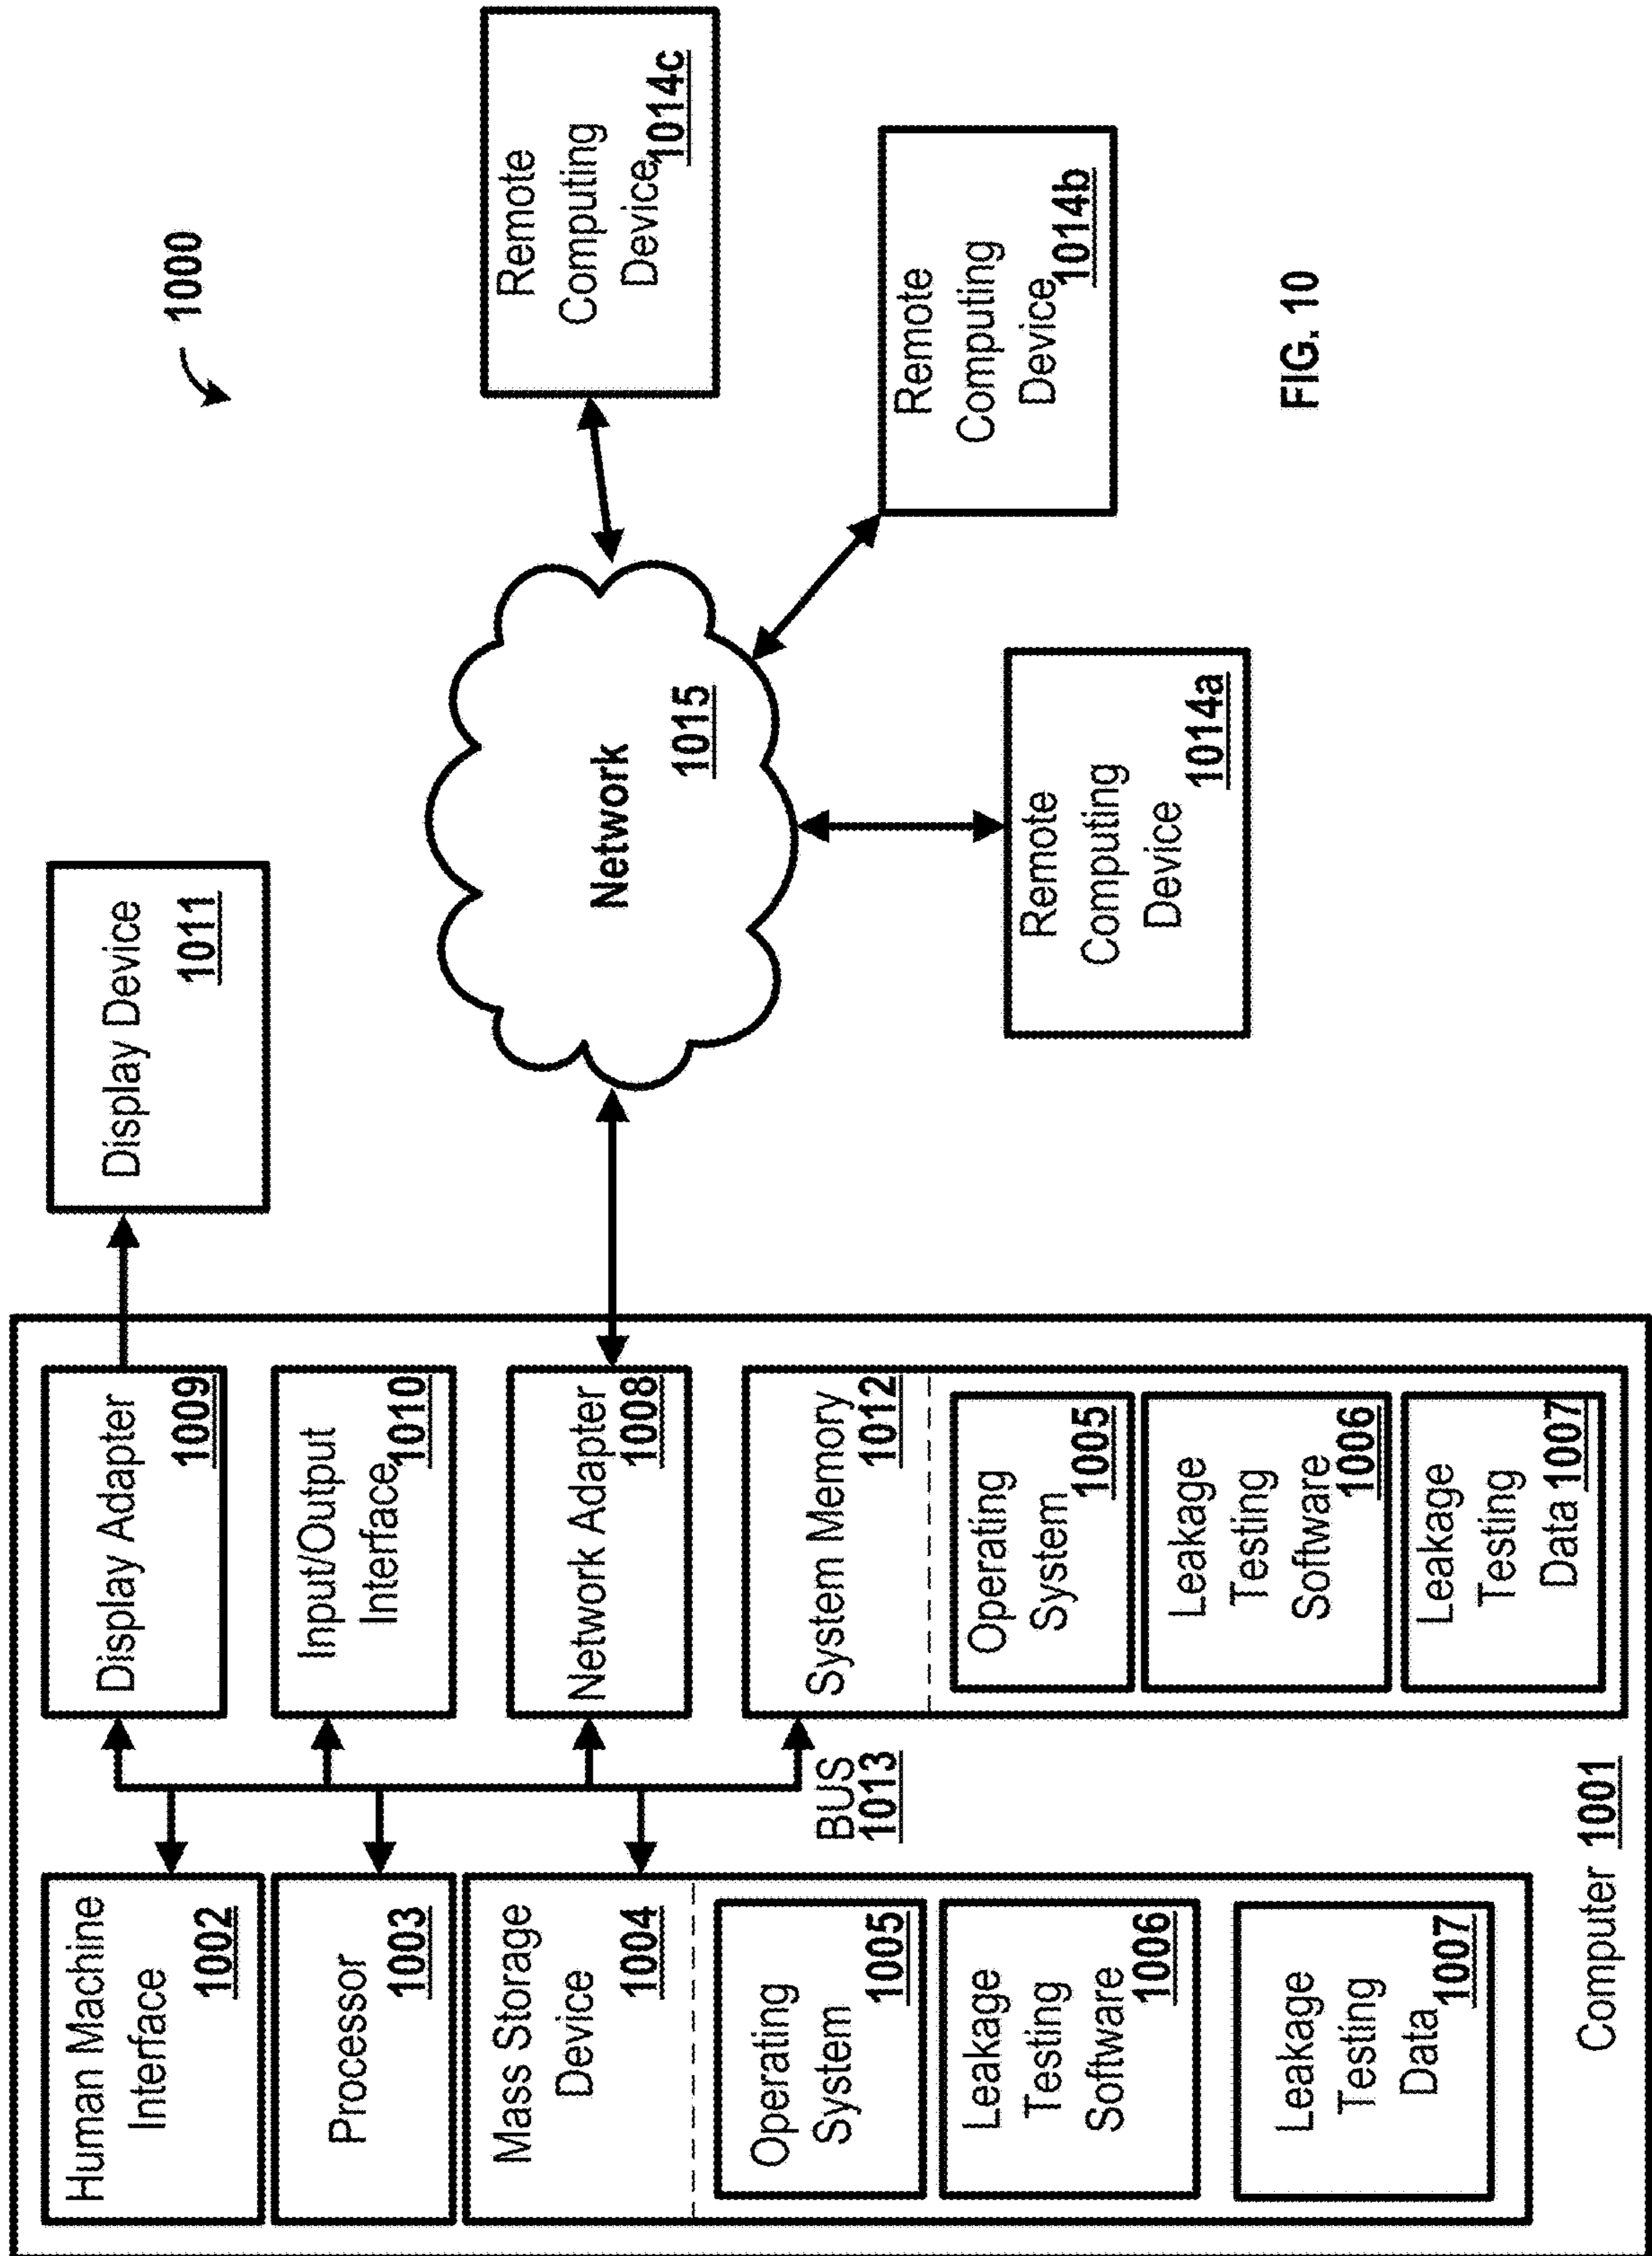 1000
Human Machine
Interface
1002
Processor
1003
Mass Storage
Device
1004
Operating
System
1005
Leakage
Testing
Software
1006
Leakage
Testing
Data
1007
BUS
1013
Display Adapter
1009
Input/Output
Interface
1010
Network Adapter
1008
System Memory
1012
Operating
System
1005
Leakage
Testing
Software
1006
Leakage
Testing
Data 1007
Computer 1001
Display Device
1011
Network
1015
Remote
Computing
Device
1014a
Remote
Computing
Device
1014b
Remote
Computing
Device
1014c
FIG. 10